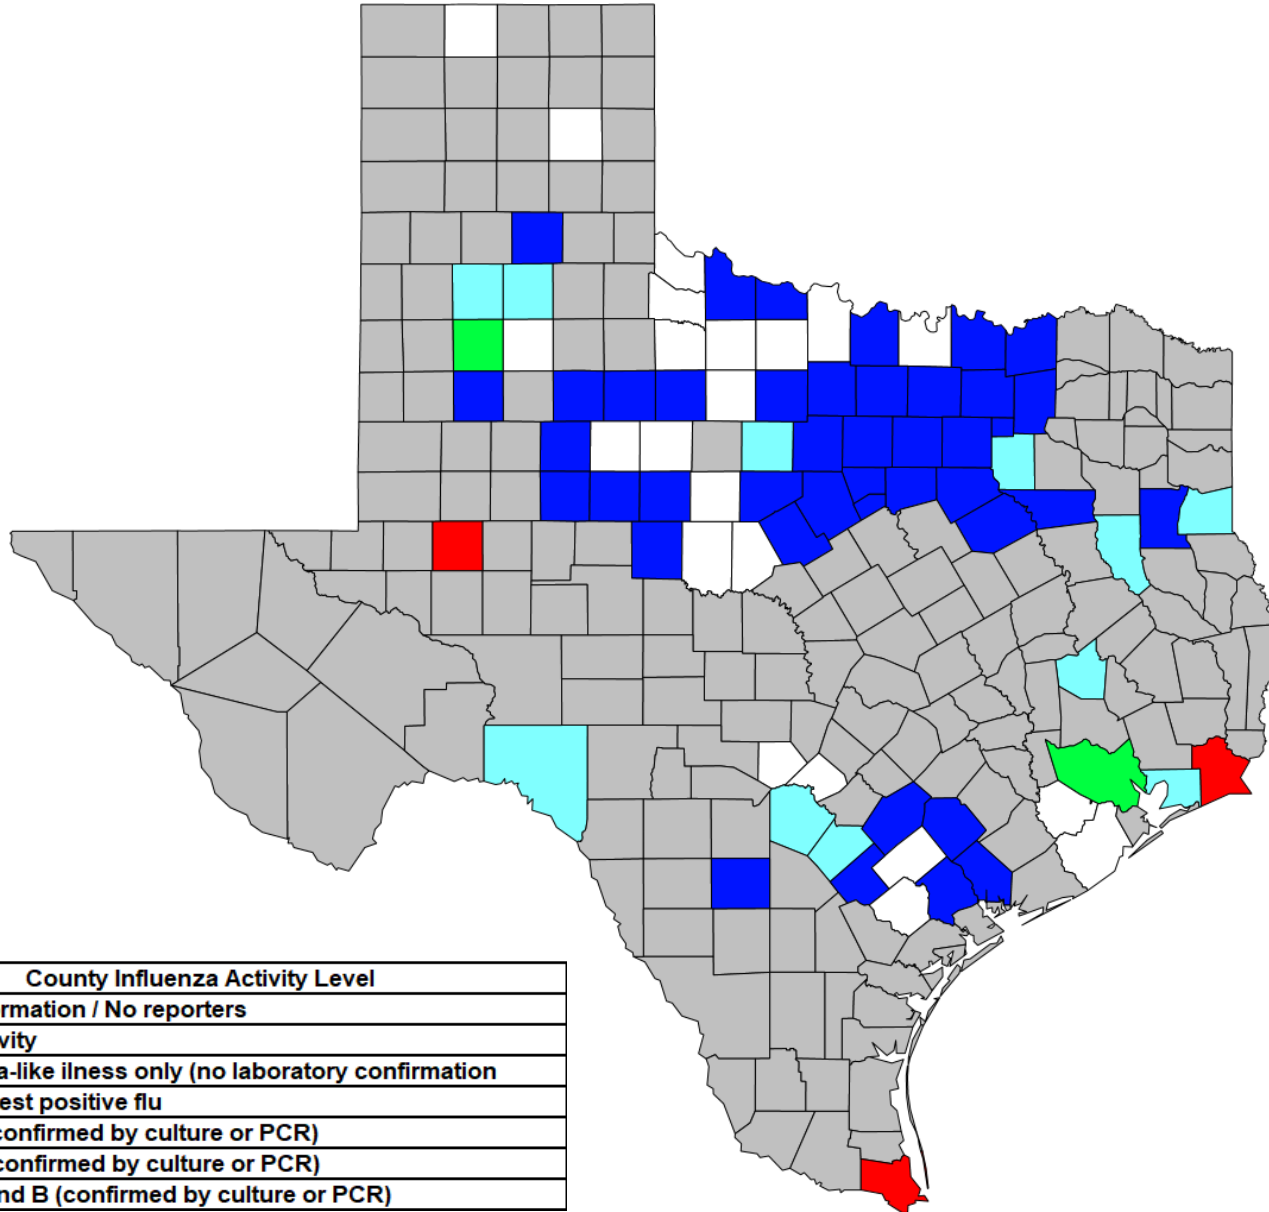 County Influenza Activity Level
rmation / No reporters
vity
a-like ilness only (no laboratory confirmation
est positive flu
confirmed by culture or PCR)
confirmed by culture or PCR)
nd B (confirmed by culture or PCR)